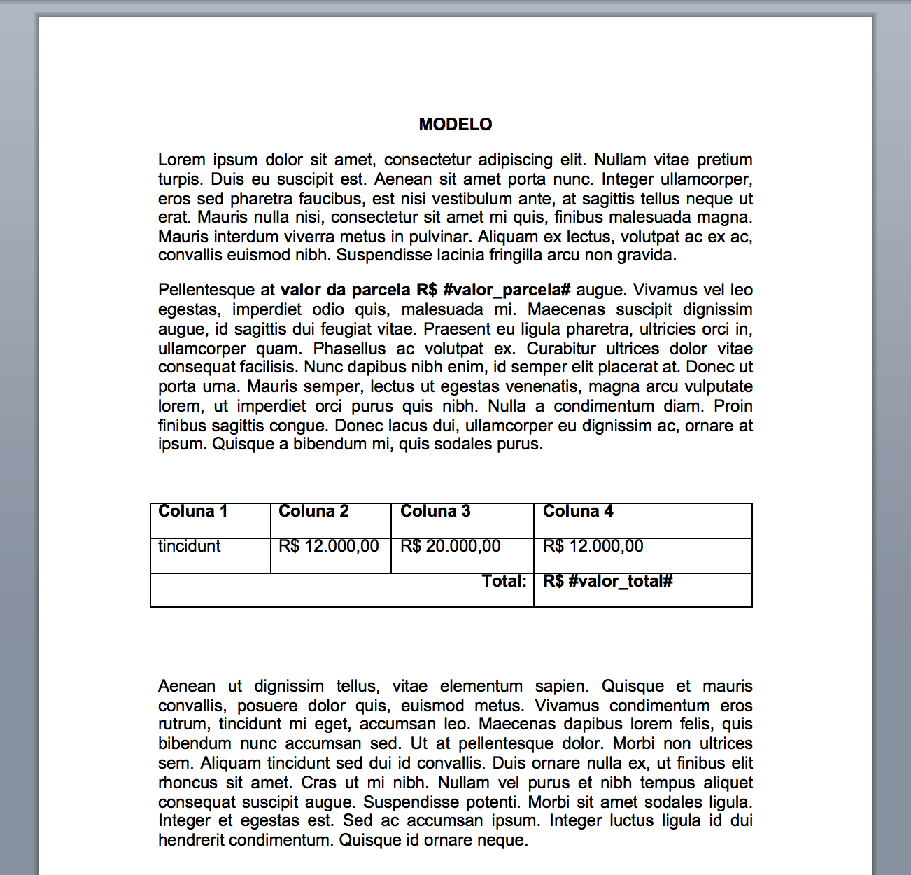 MODELO
Lorem ipsum dolor sit amet, consectetur adipiscing elit. Nullam vitae pretium
turpis. Duis eu suscipit est. Aenean sit amet porta nunc. Integer ullamcorper,
eros sed pharetra faucibus, est nisi vestibulum ante, at sagittis tellus neque ut
erat. Mauris nulla nisi, consectetur sit amet mi quis, finibus malesuada magna.
Mauris interdum viverra metus in pulvinar. Aliquam ex lectus, volutpat ac ex ac,
convallis euismod nibh. Suspendisse lacinia fringilla arcu non gravida.
Pellentesque at valor da parcela R$ #valor_parcela# augue. Vivamus vel leo
egestas, imperdiet odio quis, malesuada mi. Maecenas suscipit dignissim
augue, id sagittis dui feugiat vitae. Praesent eu ligula pharetra, ultricies orci in,
ullamcorper quam. Phasellus ac volutpat ex. Curabitur ultrices dolor vitae
consequat facilisis. Nunc dapibus nibh enim, id semper elit placerat at. Donec ut
porta urna. Mauris semper, lectus ut egestas venenatis, magna arcu vulputate
lorem, ut imperdiet orci purus quis nibh. Nulla a condimentum diam. Proin
finibus sagittis congue. Donec lacus dui, ullamcorper eu dignissim ac, ornare at
ipsum. Quisque a bibendum mi, quis sodales purus.
Coluna 1 Coluna 2 Coluna 3 Coluna 4
tincidunt R$ 12.000,00 R$ 20.000,00 R$ 12.000,00
Total: R$ #valor_total#
Aenean ut dignissim tellus, vitae elementum sapien. Quisque et mauris
convallis, posuere dolor quis, euismod metus. Vivamus condimentum eros
rutrum, tincidunt mi eget, accumsan leo. Maecenas dapibus lorem felis, quis
bibendum nunc accumsan sed. Ut at pellentesque dolor. Morbi non ultrices
sem. Aliquam tincidunt sed dui id convallis. Duis ornare nulla ex, ut finibus elit
rhoncus sit amet. Cras ut mi nibh. Nullam vel purus et nibh tempus aliquet
consequat suscipit augue. Suspendisse potenti. Morbi sit amet sodales ligula.
Integer et egestas est. Sed ac accumsan ipsum. Integer luctus ligula id dui
hendrerit condimentum. Quisque id ornare neque.